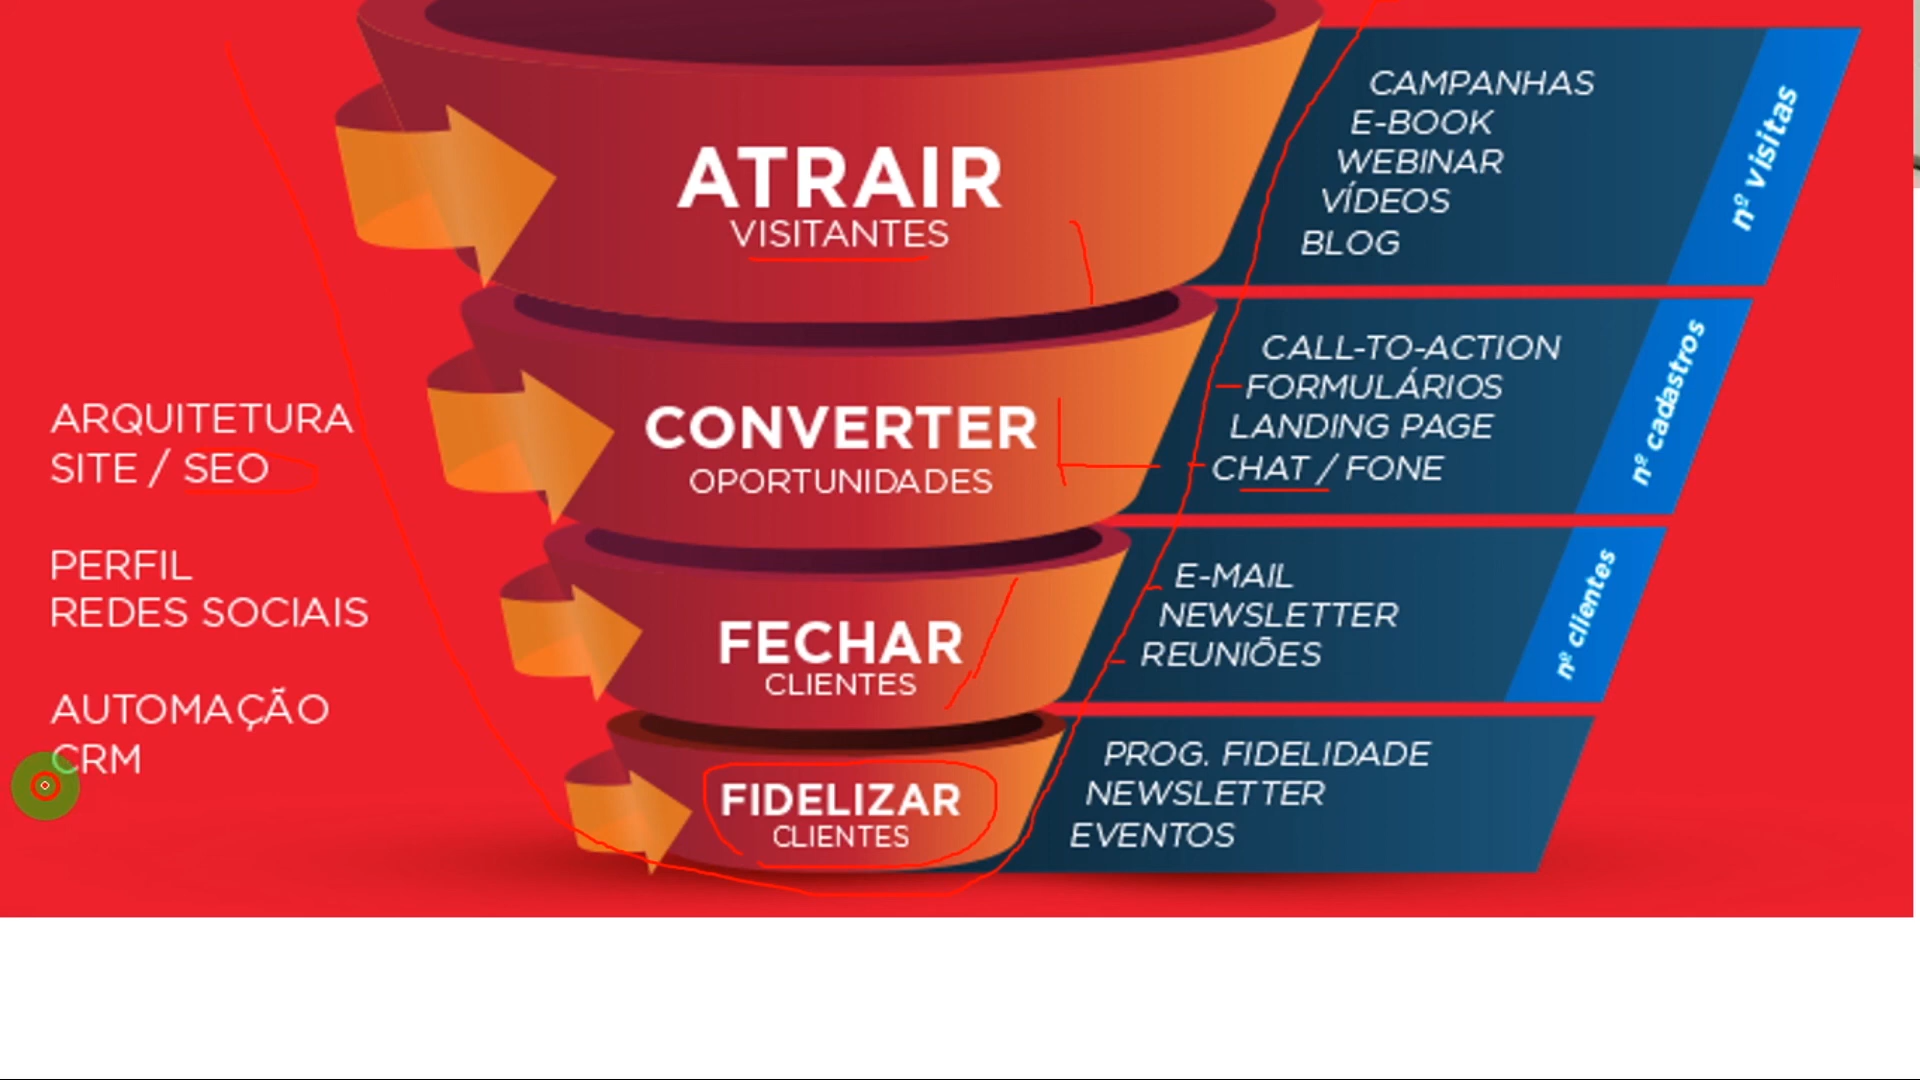 ATRAIR
VISITANTES
CAMPANHAS
E-BOOK
WEBINAR
VÍDEOS
BLOG
nº visitas
CONVERTER
OPORTUNIDADES
CALL-TO-ACTION
FORMULÁRIOS
LANDING PAGE
CHAT / FONE
nº cadastros
FECHAR
CLIENTES
E-MAIL
NEWSLETTER
REUNIÕES
nº clientes
FIDELIZAR
CLIENTES
PROG. FIDELIDADE
NEWSLETTER
EVENTOS
ARQUITETURA
SITE / SEO
PERFIL
REDES SOCIAIS
AUTOMAÇÃO
CRM